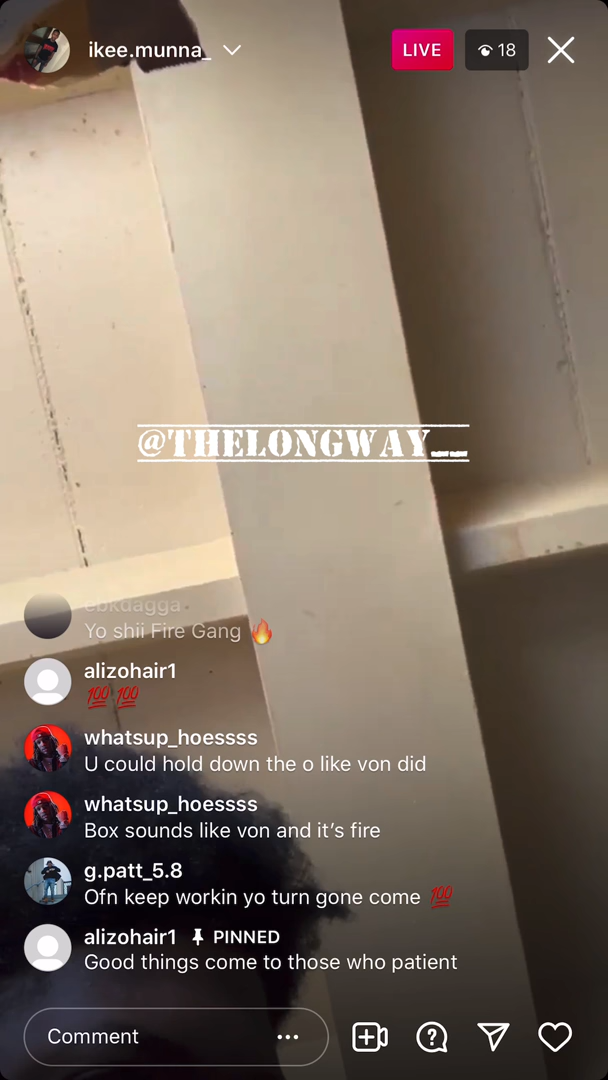 ikee.munna_
LIVE
18
@THELONGWAY__
ebkdagga
Yo shii Fire Gang 🔥
alizohair1
💯 💯
whatsup_hoessss
U could hold down the o like von did
whatsup_hoessss
Box sounds like von and it’s fire
g.patt_5.8
Ofn keep workin yo turn gone come 💯
alizohair1 📌 PINNED
Good things come to those who patient
Comment